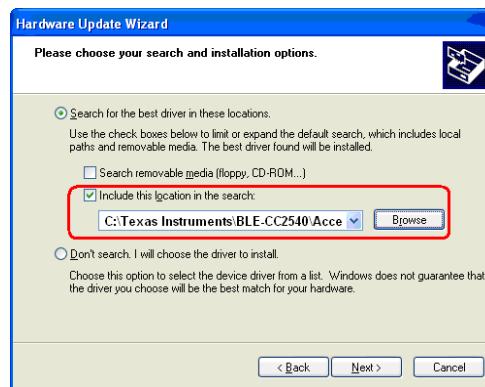 Hardware Update Wizard
Please choose your search and installation options.
Search for the best driver in these locations.
Use the check boxes below to limit or expand the default search, which includes local
paths and removable media. The best driver found will be installed.
Search removable media (floppy, CD-ROM...)
Include this location in the search:
C:\Texas Instruments\BLE-CC2540\Acce
Browse
Don't search. I will choose the driver to install.
Choose this option to select the device driver from a list. Windows does not guarantee that
the driver you choose will be the best match for your hardware.
< Back Next > Cancel